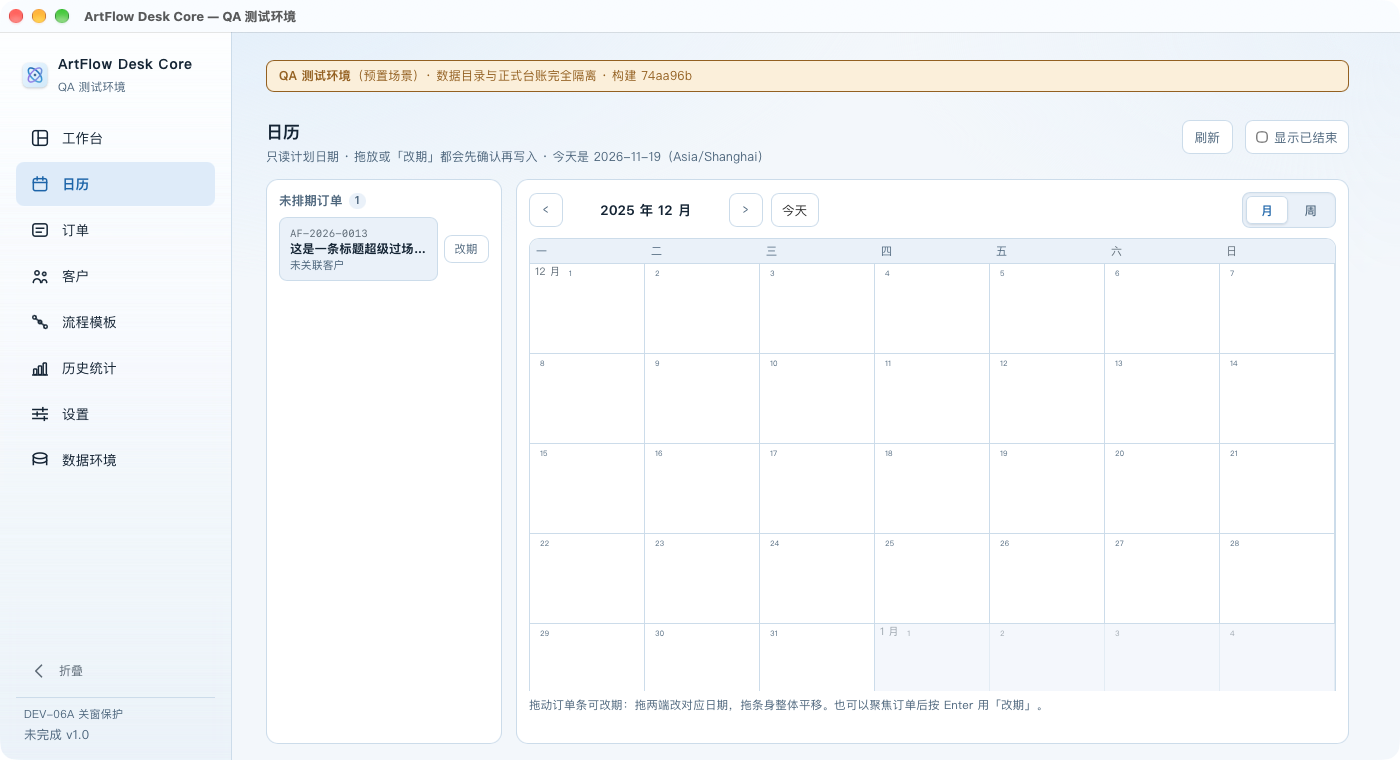 ArtFlow Desk Core — QA 测试环境
ArtFlow Desk Core
QA 测试环境
工作台
日历
订单
客户
流程模板
历史统计
设置
数据环境
折叠
DEV-06A 关窗保护
未完成 v1.0
QA 测试环境（预置场景）· 数据目录与正式台账完全隔离 · 构建 74aa96b
日历
只读计划日期 · 拖放或「改期」都会先确认再写入 · 今天是 2026-11-19（Asia/Shanghai）
刷新
显示已结束
未排期订单 1
AF-2026-0013
这是一条标题超级过场...
未关联客户
改期
< 2025 年 12 月 > 今天
月 周
一 二 三 四 五 六 日
12 月 1 2 3 4 5 6 7
8 9 10 11 12 13 14
15 16 17 18 19 20 21
22 23 24 25 26 27 28
29 30 31 1 月 1 2 3 4
拖动订单条可改期：拖两端改对应日期，拖条身整体平移。也可以聚焦订单后按 Enter 用「改期」。